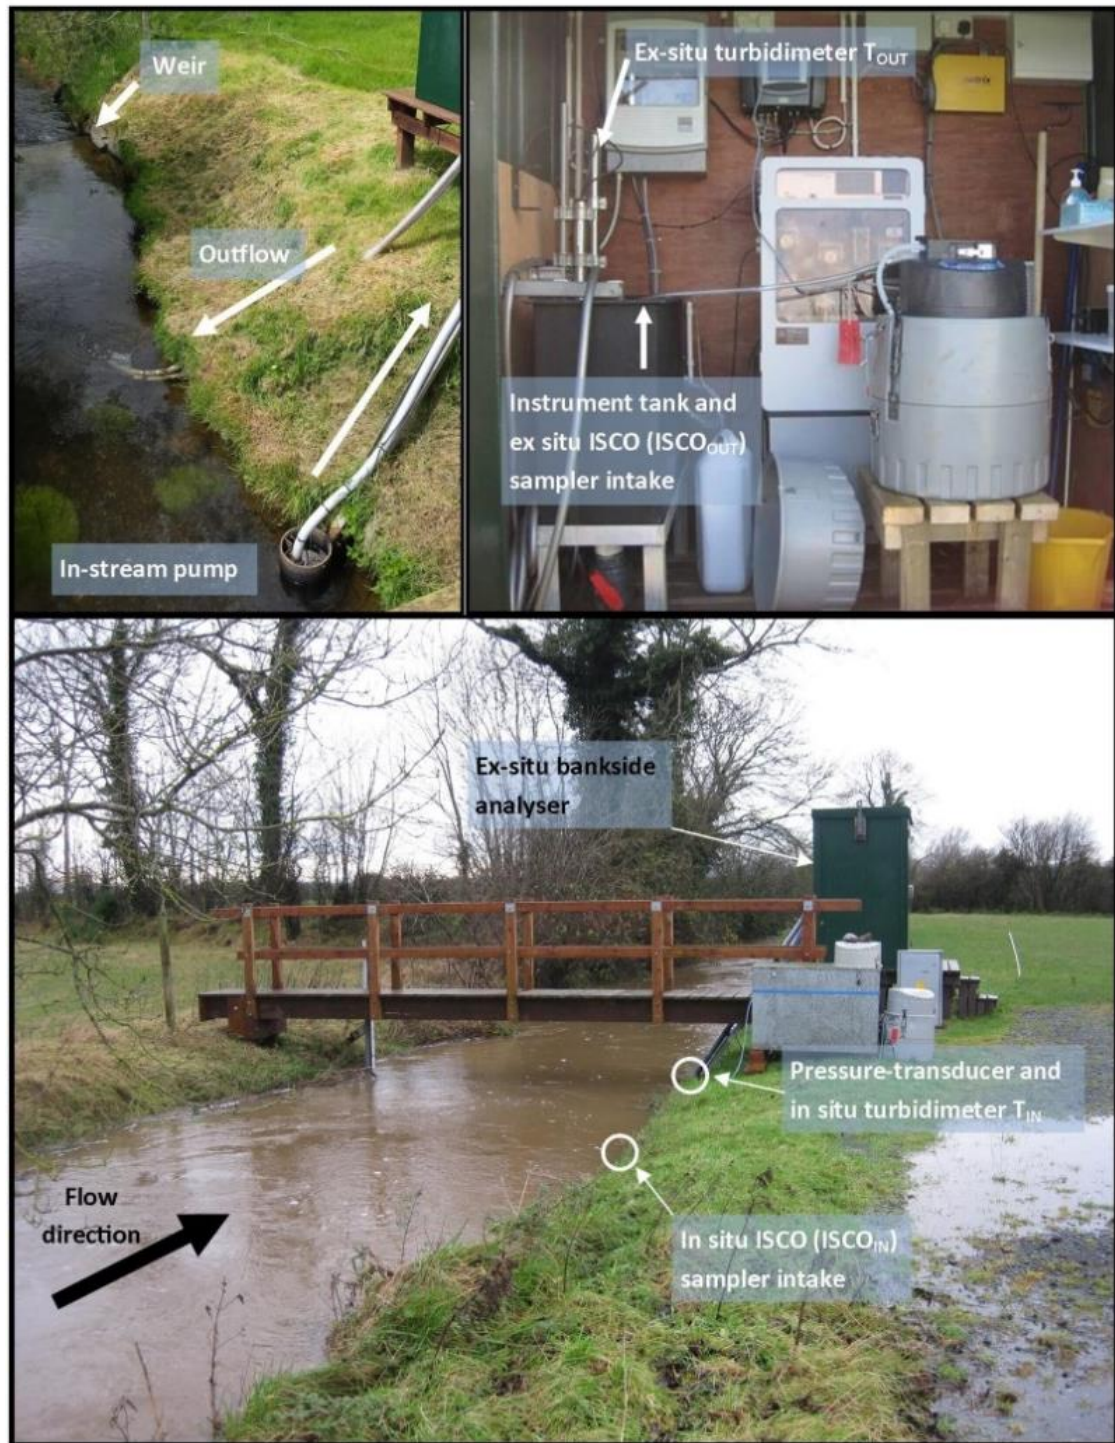 Weir
Outflow
In-stream pump
Ex-situ turbidimeter TOUT
Instrument tank and
ex situ ISCO (ISCOOUT)
sampler intake
Ex-situ bankside
analyser
Pressure-transducer and
in situ turbidimeter TIN
Flow
direction
In situ ISCO (ISCOIN)
sampler intake